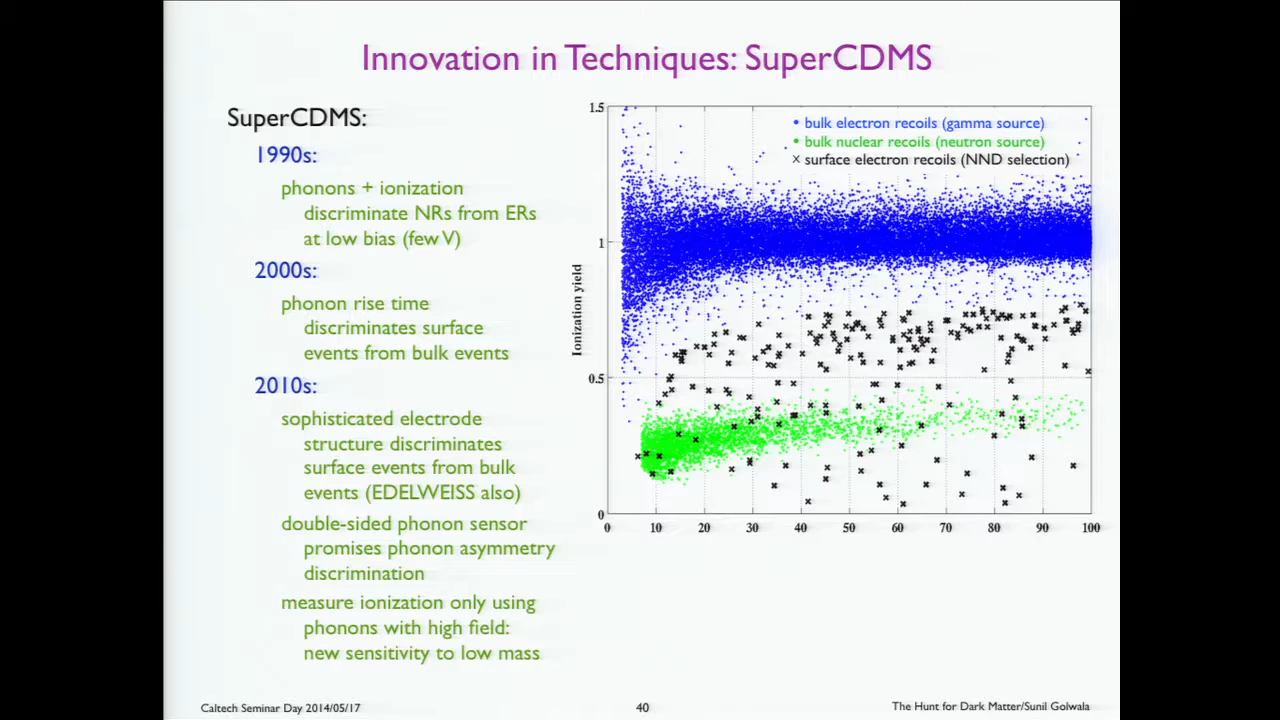 Innovation in Techniques: SuperCDMS
SuperCDMS:
1990s:
phonons + ionization
discriminate NRs from ERs
at low bias (few V)
2000s:
phonon rise time
discriminates surface
events from bulk events
2010s:
sophisticated electrode
structure discriminates
surface events from bulk
events (EDELWEISS also)
double-sided phonon sensor
promises phonon asymmetry
discrimination
measure ionization only using
phonons with high field:
new sensitivity to low mass
• bulk electron recoils (gamma source)
• bulk nuclear recoils (neutron source)
× surface electron recoils (NND selection)
Ionization yield
1.5
1
0.5
0
0 10 20 30 40 50 60 70 80 90 100
Caltech Seminar Day 2014/05/17
40
The Hunt for Dark Matter/Sunil Golwala